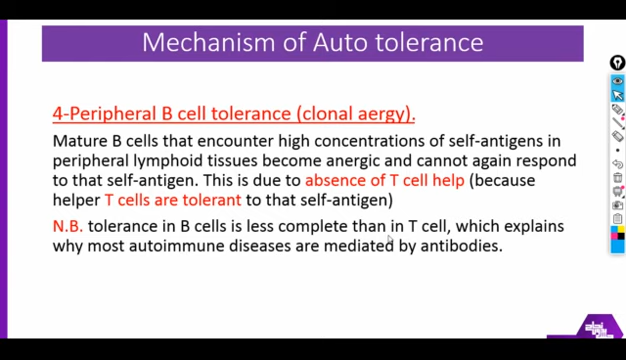 Mechanism of Auto tolerance
4-Peripheral B cell tolerance (clonal aergy).
Mature B cells that encounter high concentrations of self-antigens in
peripheral lymphoid tissues become anergic and cannot again respond
to that self-antigen. This is due to absence of T cell help (because
helper T cells are tolerant to that self-antigen)
N.B. tolerance in B cells is less complete than in T cell, which explains
why most autoimmune diseases are mediated by antibodies.